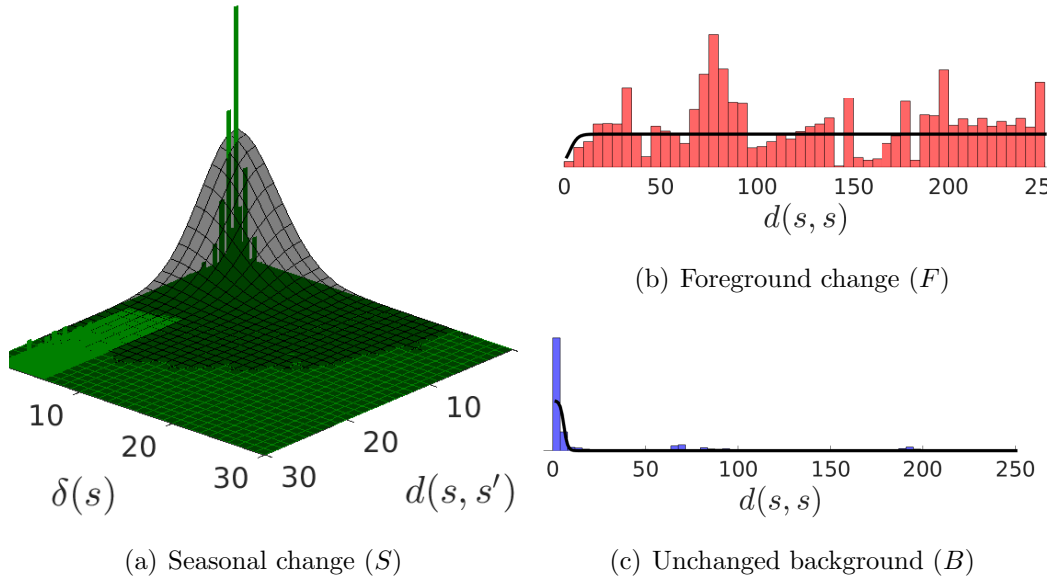 10
20
30
δ(s)
10
20
30
d(s, s′)
(a) Seasonal change (S)
0
50
100
150
200
25
d(s, s)
(b) Foreground change (F)
0
50
100
150
200
250
d(s, s)
(c) Unchanged background (B)